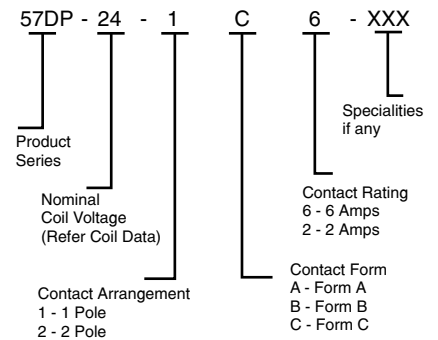 57DP - 24 - 1 C 6 - XXX
Specialities
if any
Product
Series
Contact Rating
6 - 6 Amps
2 - 2 Amps
Nominal
Coil Voltage
(Refer Coil Data)
Contact Form
A - Form A
B - Form B
C - Form C
Contact Arrangement
1 - 1 Pole
2 - 2 Pole